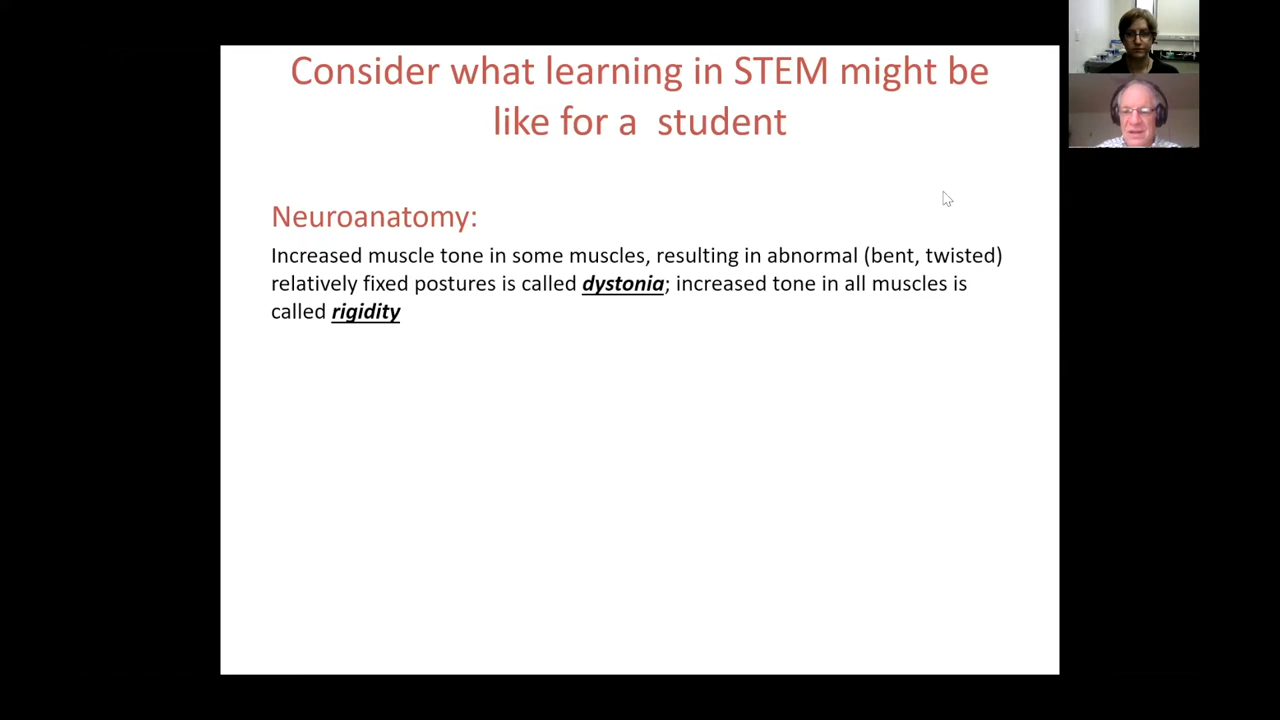 Consider what learning in STEM might be
like for a  student
Neuroanatomy:
Increased muscle tone in some muscles, resulting in abnormal (bent, twisted)
relatively fixed postures is called dystonia; increased tone in all muscles is
called rigidity